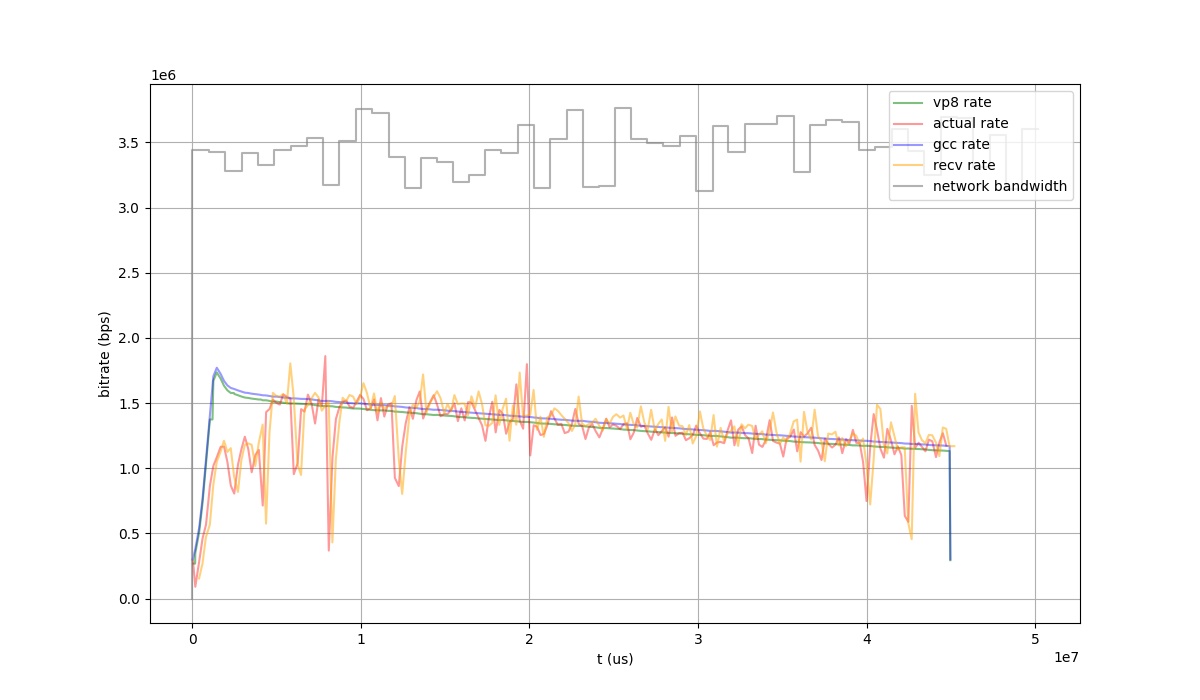 1e6
3.5
3.0
2.5
2.0
1.5
1.0
0.5
0.0
bitrate (bps)
vp8 rate
actual rate
gcc rate
recv rate
network bandwidth
0
1
2
3
4
5
t (us)
1e7